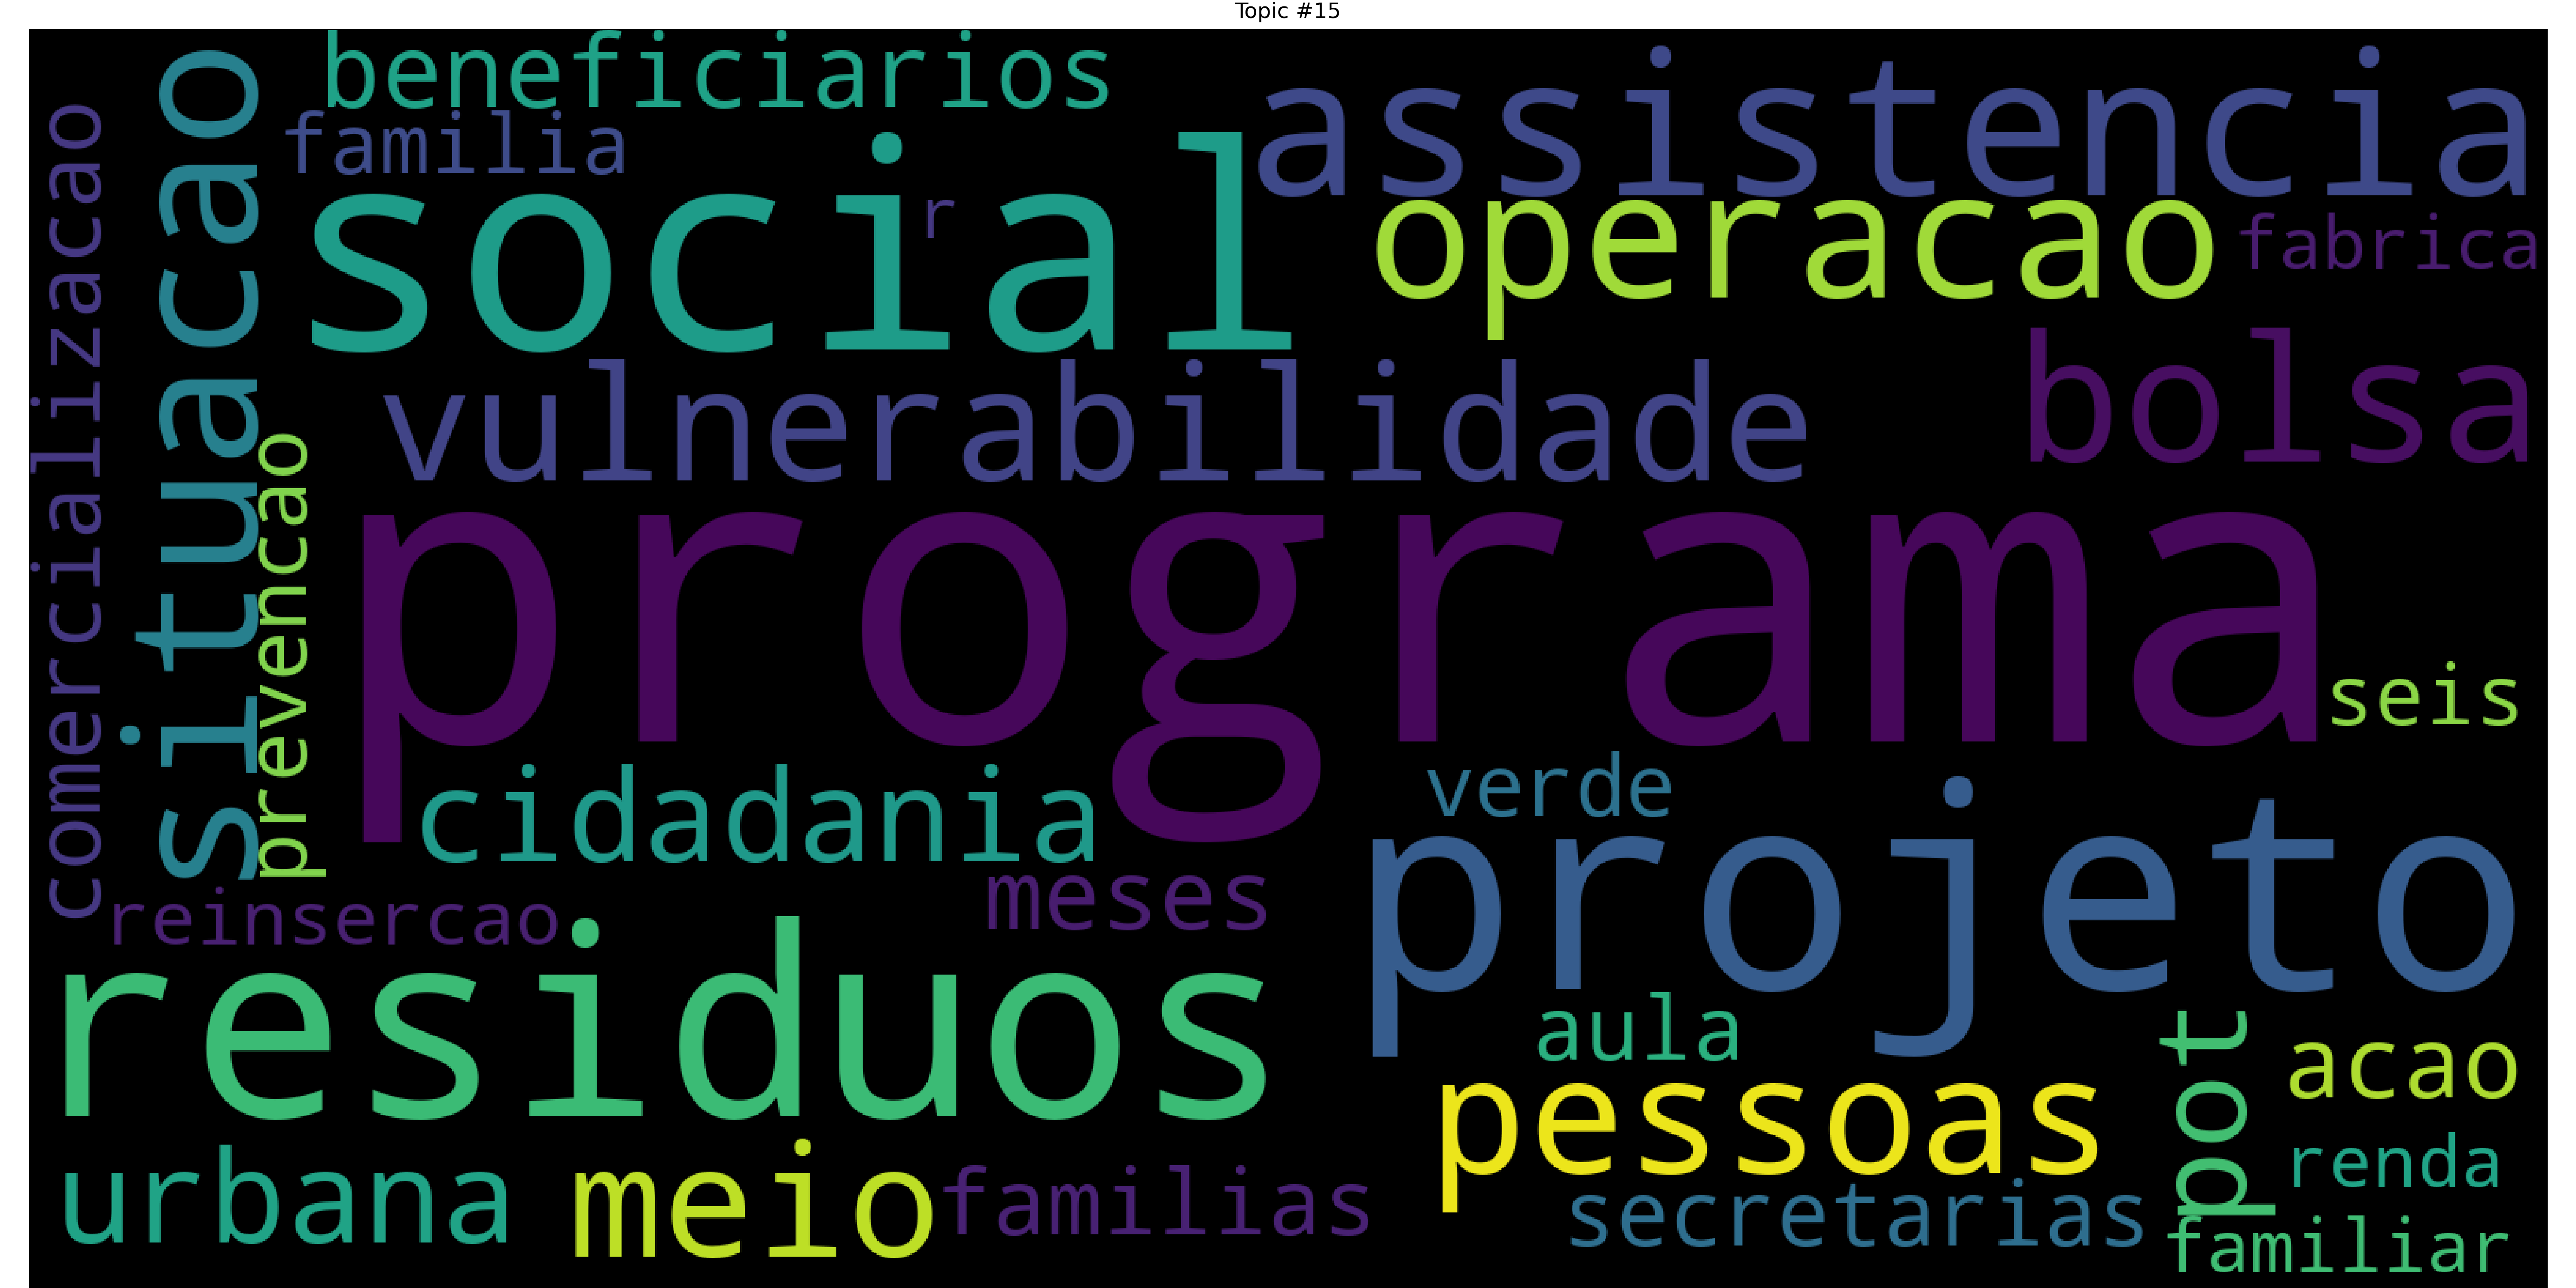 Topic #15
beneficiarios
assistencia
familia
social
r
operacao
fabrica
comercializacao
situacao
vulnerabilidade
bolsa
prevencao
programa
seis
cidadania
verde
projeto
meses
reinsercao
residuos
aula
pot
acao
pessoas
urbana
meio
familias
secretarias
renda
familiar